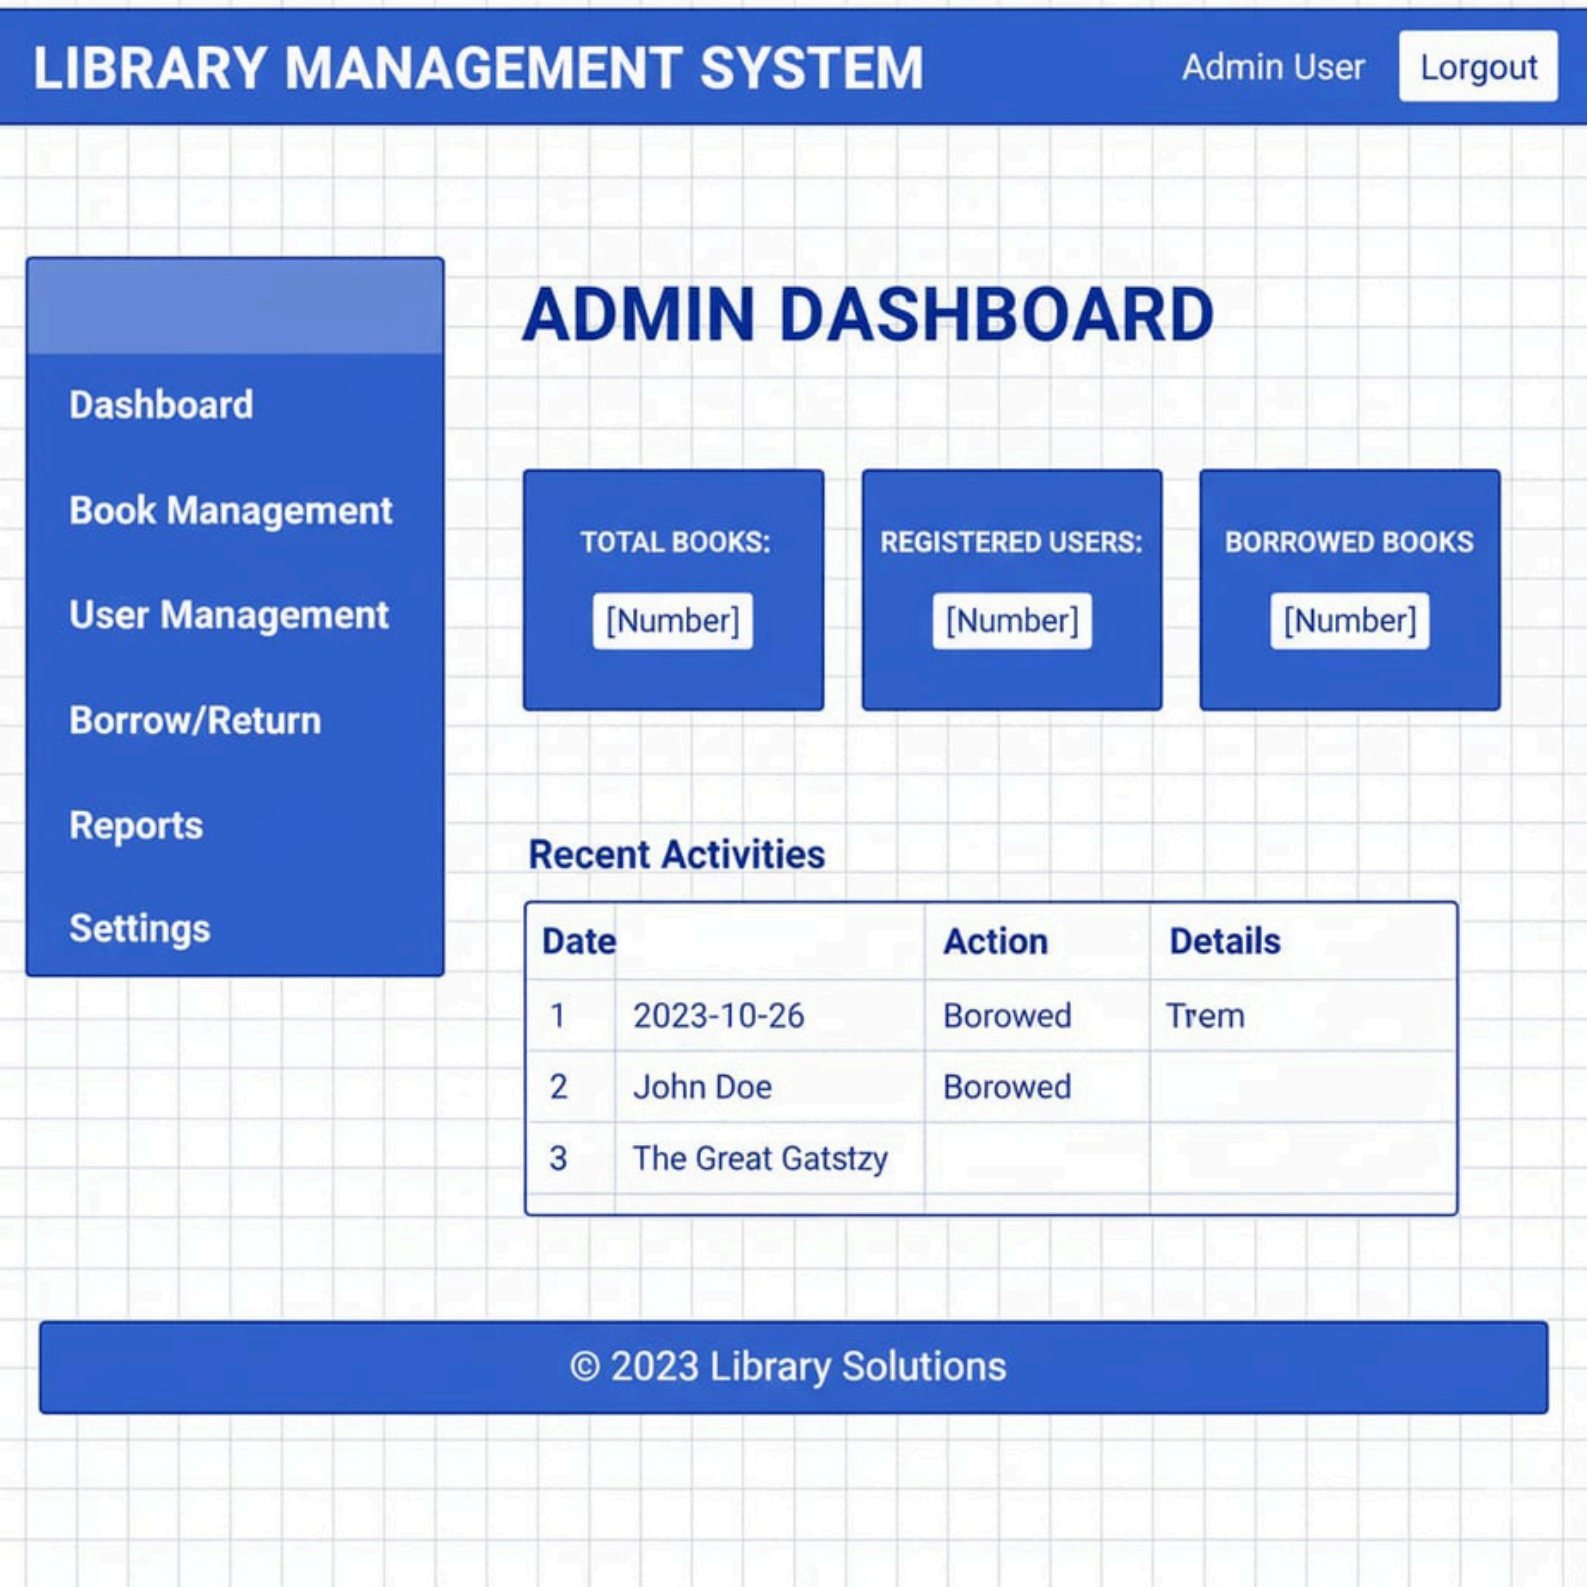 LIBRARY MANAGEMENT SYSTEM
Admin User
Lorgout
Dashboard
Book Management
User Management
Borrow/Return
Reports
Settings
ADMIN DASHBOARD
TOTAL BOOKS:
[Number]
REGISTERED USERS:
[Number]
BORROWED BOOKS
[Number]
Recent Activities
Date Action Details
1 2023-10-26 Borowed Trem
2 John Doe Borowed
3 The Great Gatstzy
© 2023 Library Solutions